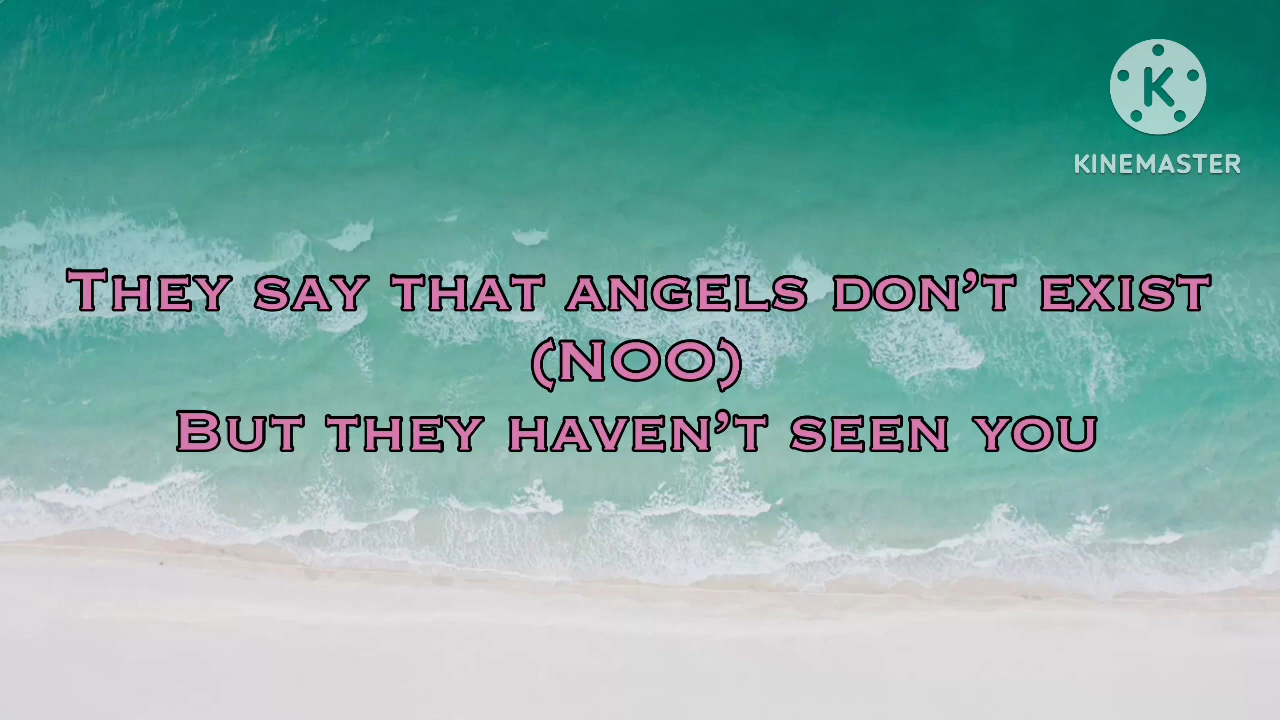 K
KINEMASTER
They say that angels don't exist
(NOO)
But they haven't seen you